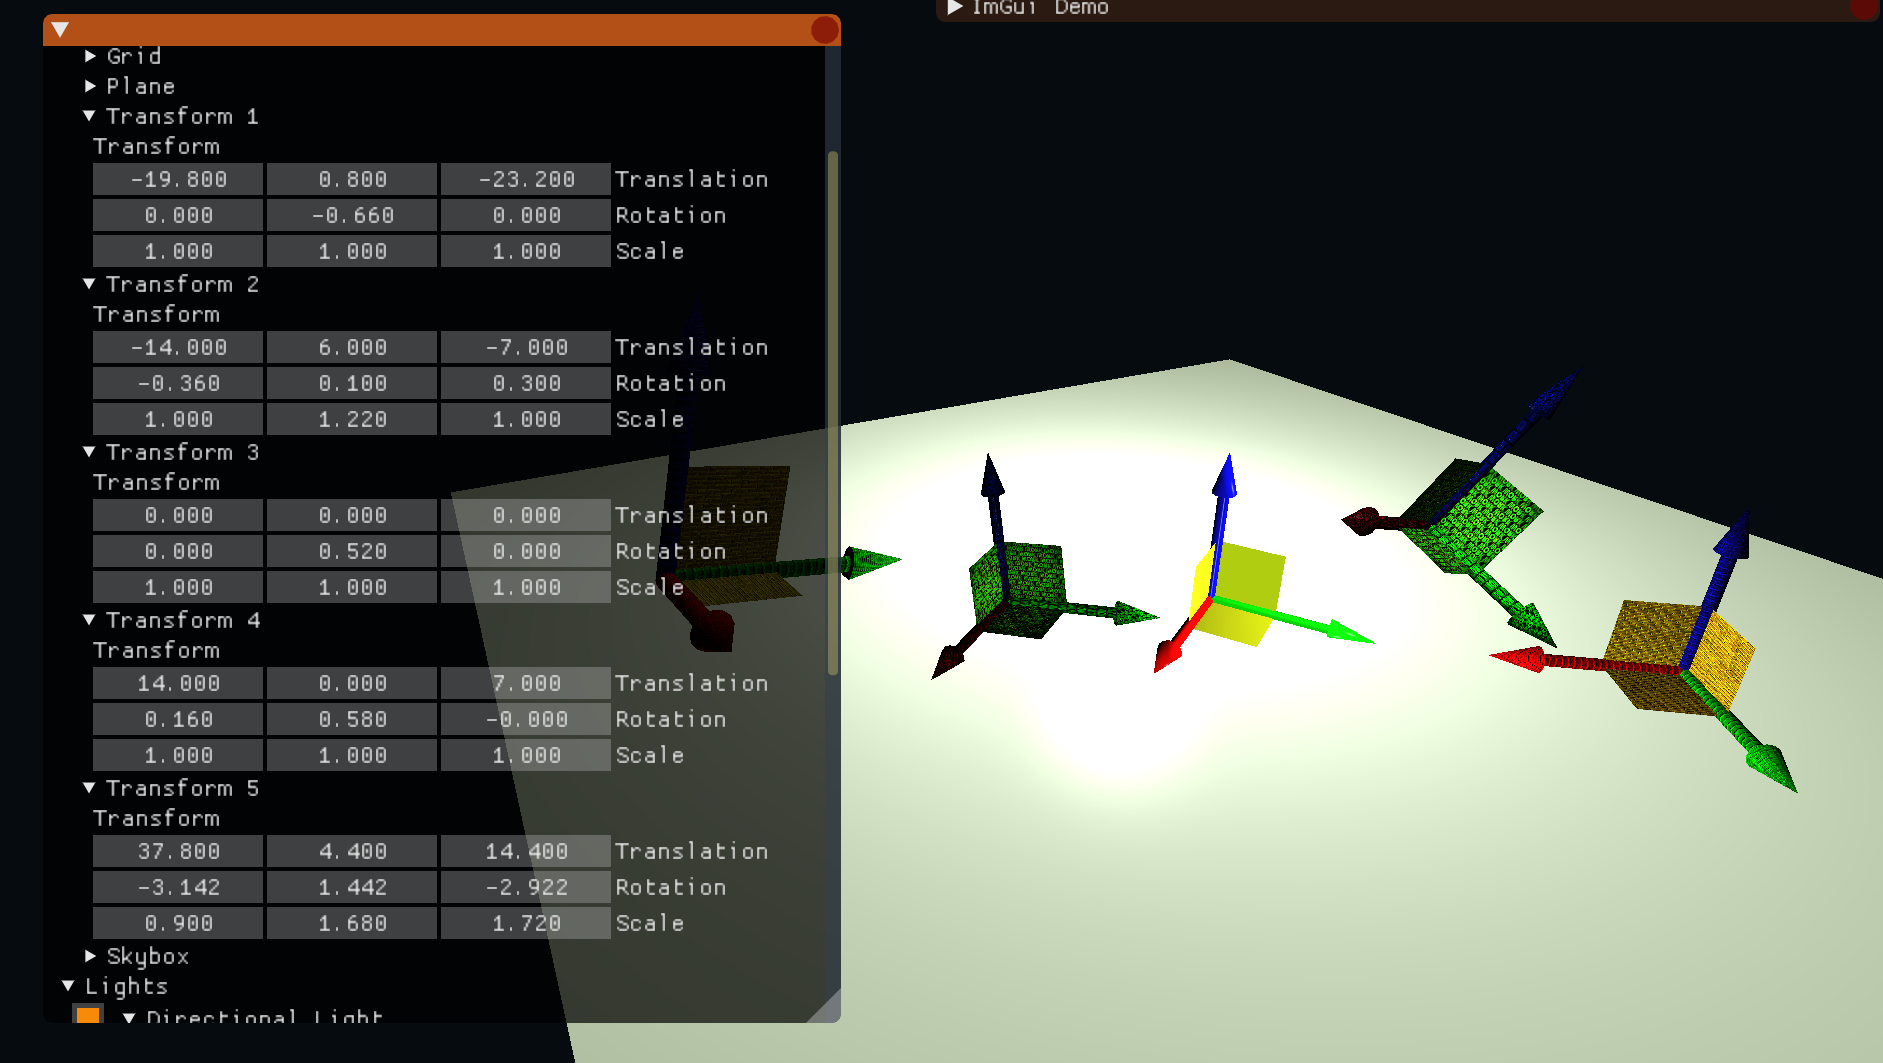 ImGui Demo
Grid
Plane
Transform 1
Transform
-19.800 0.800 -23.200 Translation
0.000 -0.660 0.000 Rotation
1.000 1.000 1.000 Scale
Transform 2
Transform
-14.000 6.000 -7.000 Translation
-0.360 0.100 0.300 Rotation
1.000 1.220 1.000 Scale
Transform 3
Transform
0.000 0.000 0.000 Translation
0.000 0.520 0.000 Rotation
1.000 1.000 1.000 Scale
Transform 4
Transform
14.000 0.000 7.000 Translation
0.160 0.580 -0.000 Rotation
1.000 1.000 1.000 Scale
Transform 5
Transform
37.800 4.400 14.400 Translation
-3.142 1.442 -2.922 Rotation
0.900 1.680 1.720 Scale
Skybox
Lights
Directional Light